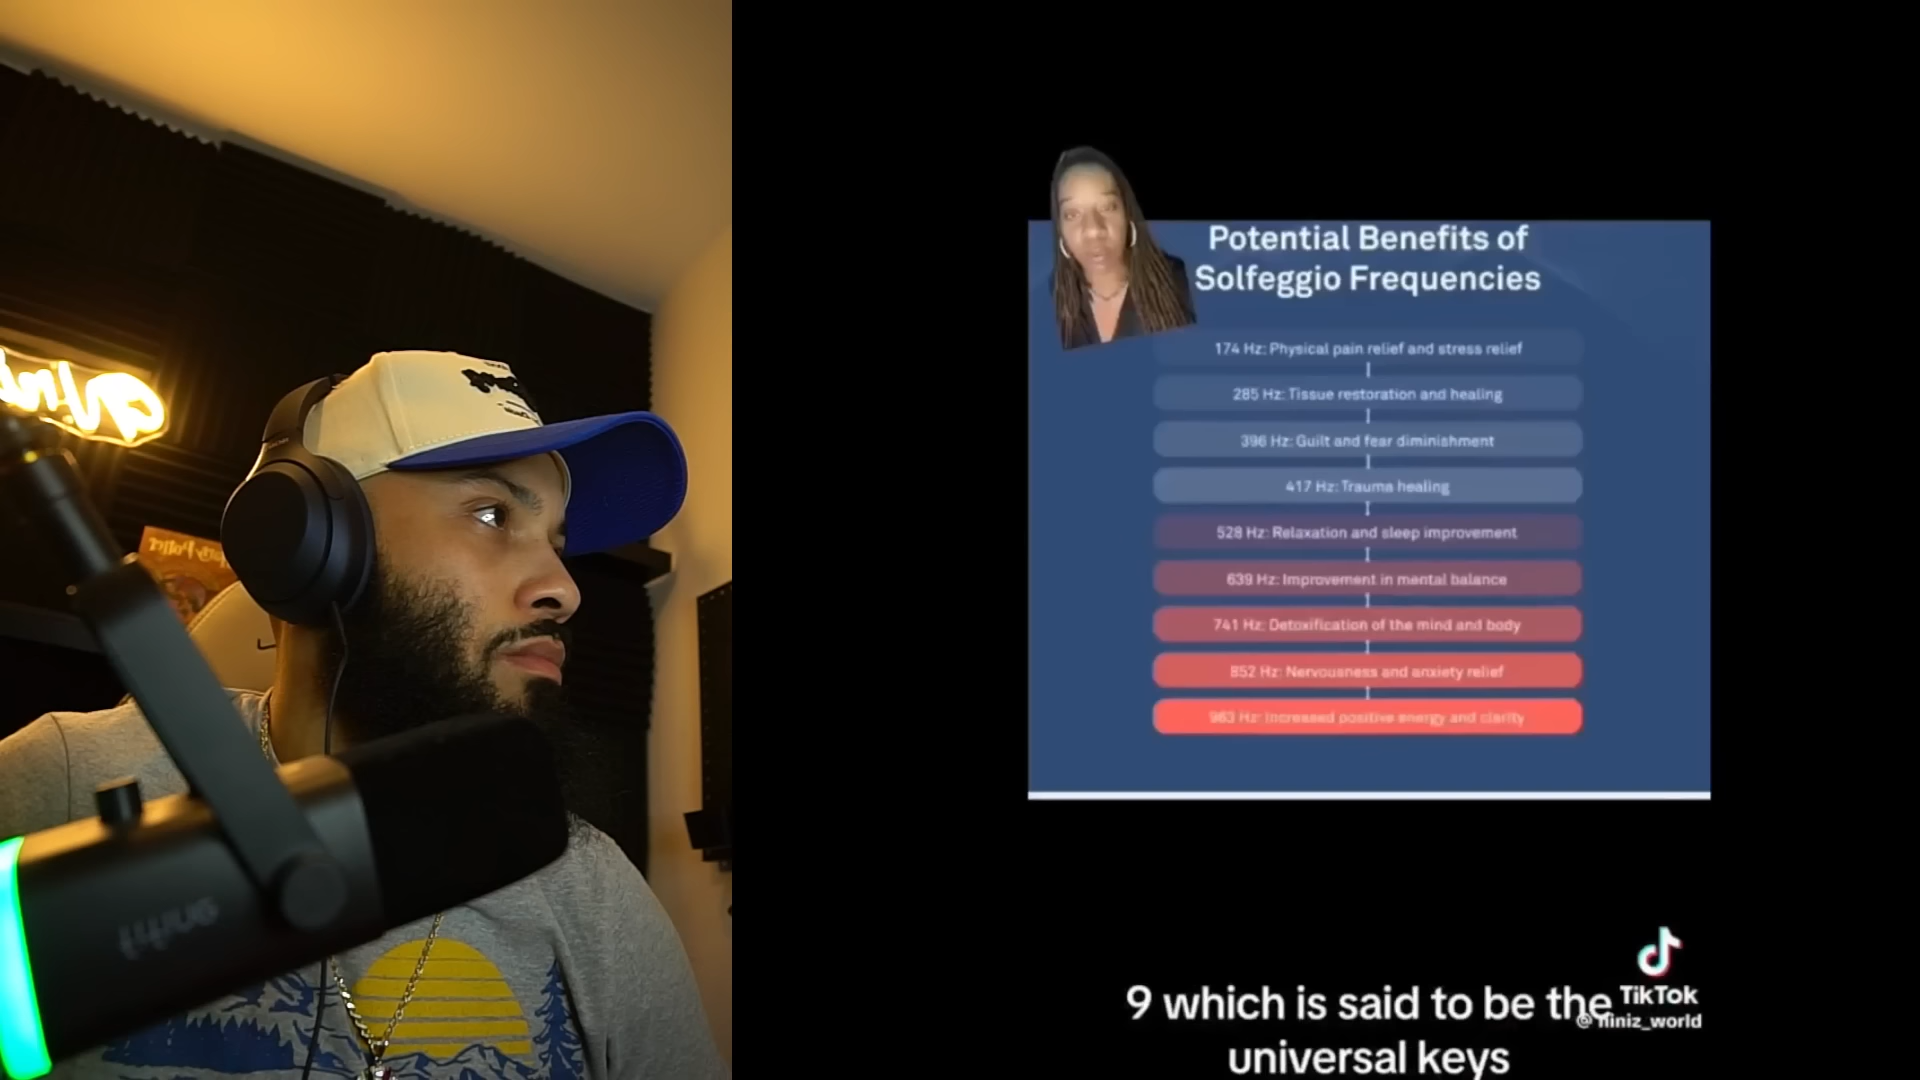 Potential Benefits of
Solfeggio Frequencies
174 Hz: Physical pain relief and stress relief
285 Hz: Tissue restoration and healing
396 Hz: Guilt and fear diminishment
417 Hz: Trauma healing
528 Hz: Relaxation and sleep improvement
639 Hz: Improvement in mental balance
741 Hz: Detoxification of the mind and body
852 Hz: Nervousness and anxiety relief
963 Hz: Increased positive energy and clarity
9 which is said to be the
universal keys
TikTok
@niniz_world
Harry Potter